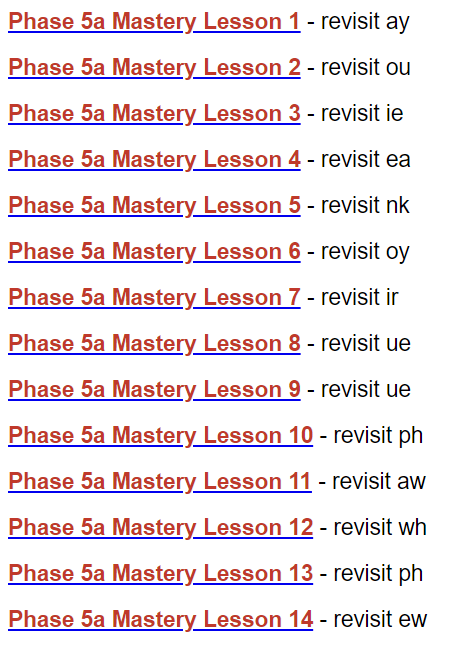 Phase 5a Mastery Lesson 1 - revisit ay
Phase 5a Mastery Lesson 2 - revisit ou
Phase 5a Mastery Lesson 3 - revisit ie
Phase 5a Mastery Lesson 4 - revisit ea
Phase 5a Mastery Lesson 5 - revisit nk
Phase 5a Mastery Lesson 6 - revisit oy
Phase 5a Mastery Lesson 7 - revisit ir
Phase 5a Mastery Lesson 8 - revisit ue
Phase 5a Mastery Lesson 9 - revisit ue
Phase 5a Mastery Lesson 10 - revisit ph
Phase 5a Mastery Lesson 11 - revisit aw
Phase 5a Mastery Lesson 12 - revisit wh
Phase 5a Mastery Lesson 13 - revisit ph
Phase 5a Mastery Lesson 14 - revisit ew